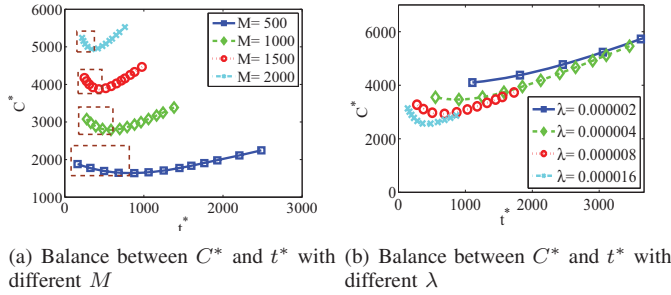 6000
5000
4000
3000
2000
1000
C*
0
1000
2000
3000
t*
M= 500
M= 1000
M= 1500
M= 2000
8000
6000
4000
2000
0
C*
0
1000
2000
3000
t*
λ= 0.000002
λ= 0.000004
λ= 0.000008
λ= 0.000016
(a) Balance between C* and t* with
different M
(b) Balance between C* and t* with
different λ